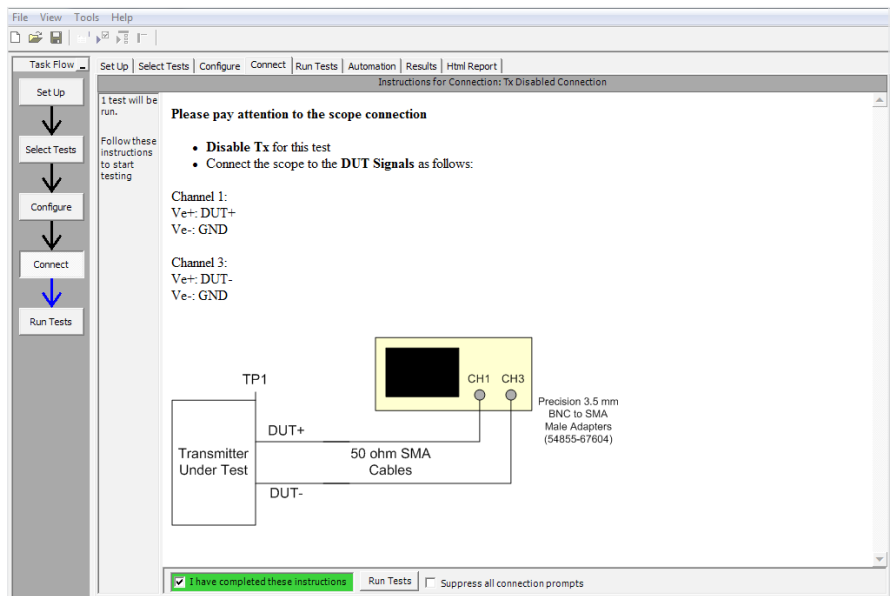 File View Tools Help
Task Flow
Set Up | Select Tests | Configure | Connect | Run Tests | Automation | Results | Html Report |
Instructions for Connection: Tx Disabled Connection
Set Up
Select Tests
Configure
Connect
Run Tests
1 test will be
run.
Follow these
instructions
to start
testing
Please pay attention to the scope connection
• Disable Tx for this test
• Connect the scope to the DUT Signals as follows:
Channel 1:
Ve+: DUT+
Ve-: GND
Channel 3:
Ve+: DUT-
Ve-: GND
TP1
CH1 CH3
Precision 3.5 mm
BNC to SMA
Male Adapters
(54855-67604)
DUT+
Transmitter
Under Test
50 ohm SMA
Cables
DUT-
I have completed these instructions
Run Tests
Suppress all connection prompts